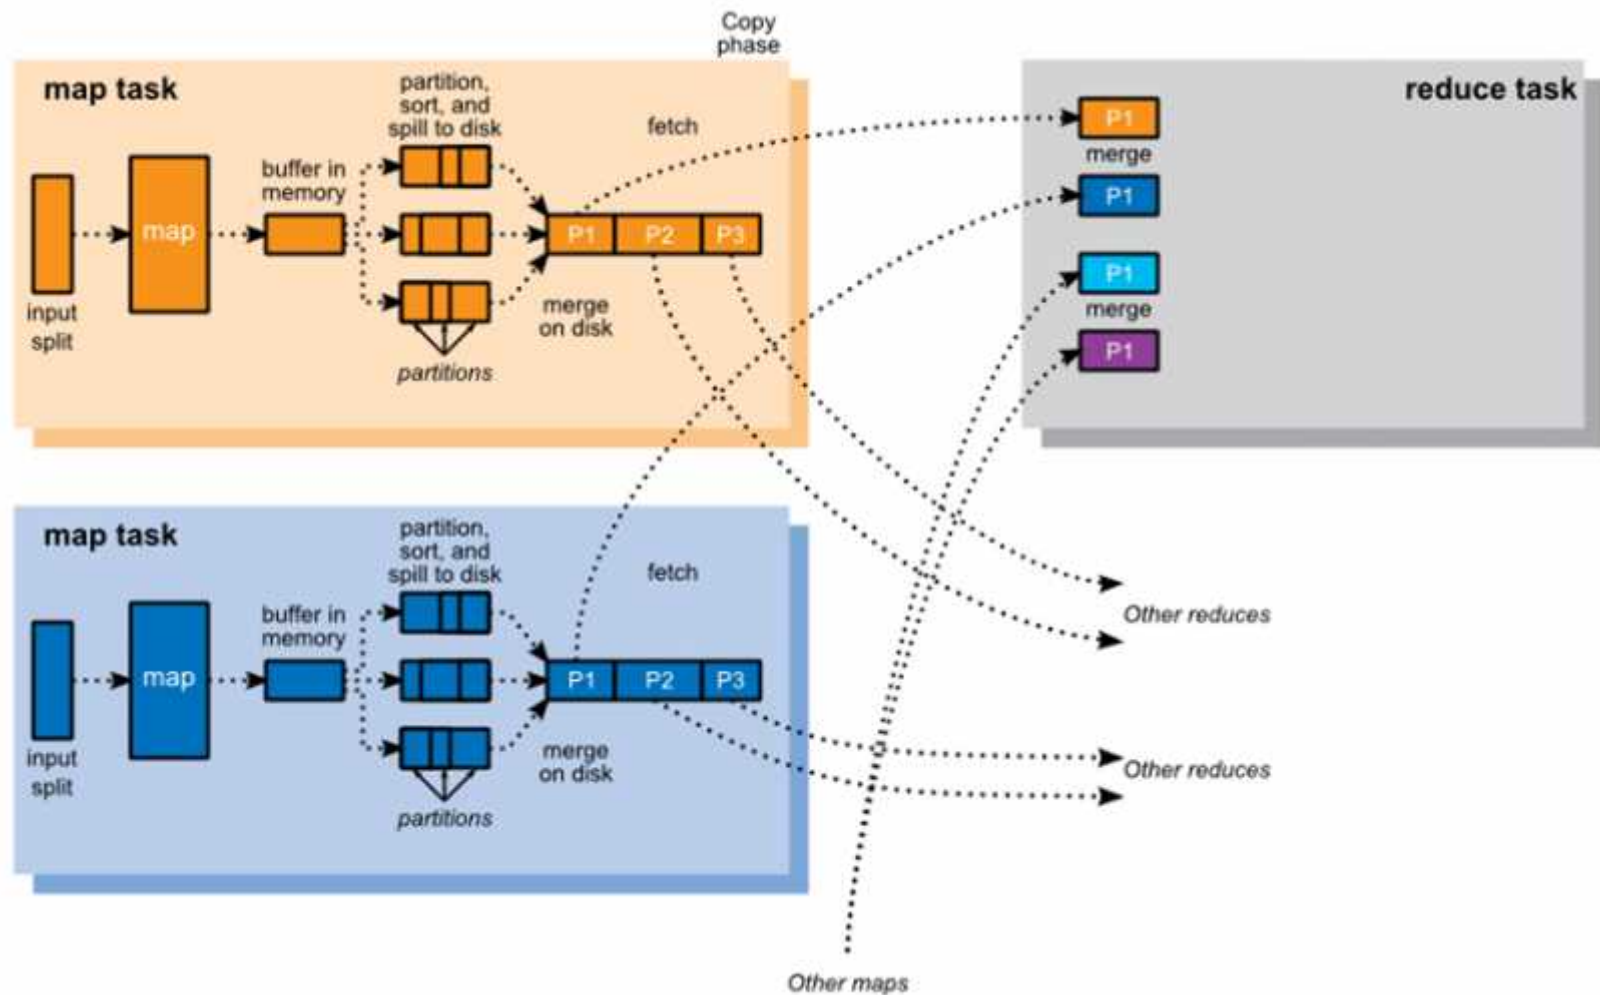 Copy
phase
map task
partition,
sort, and
spill to disk
fetch
buffer in
memory
map
input
split
P1 P2 P3
merge
on disk
partitions
reduce task
P1
merge
P1
P1
merge
P1
map task
partition,
sort, and
spill to disk
fetch
buffer in
memory
map
input
split
P1 P2 P3
merge
on disk
partitions
Other reduces
Other reduces
Other maps